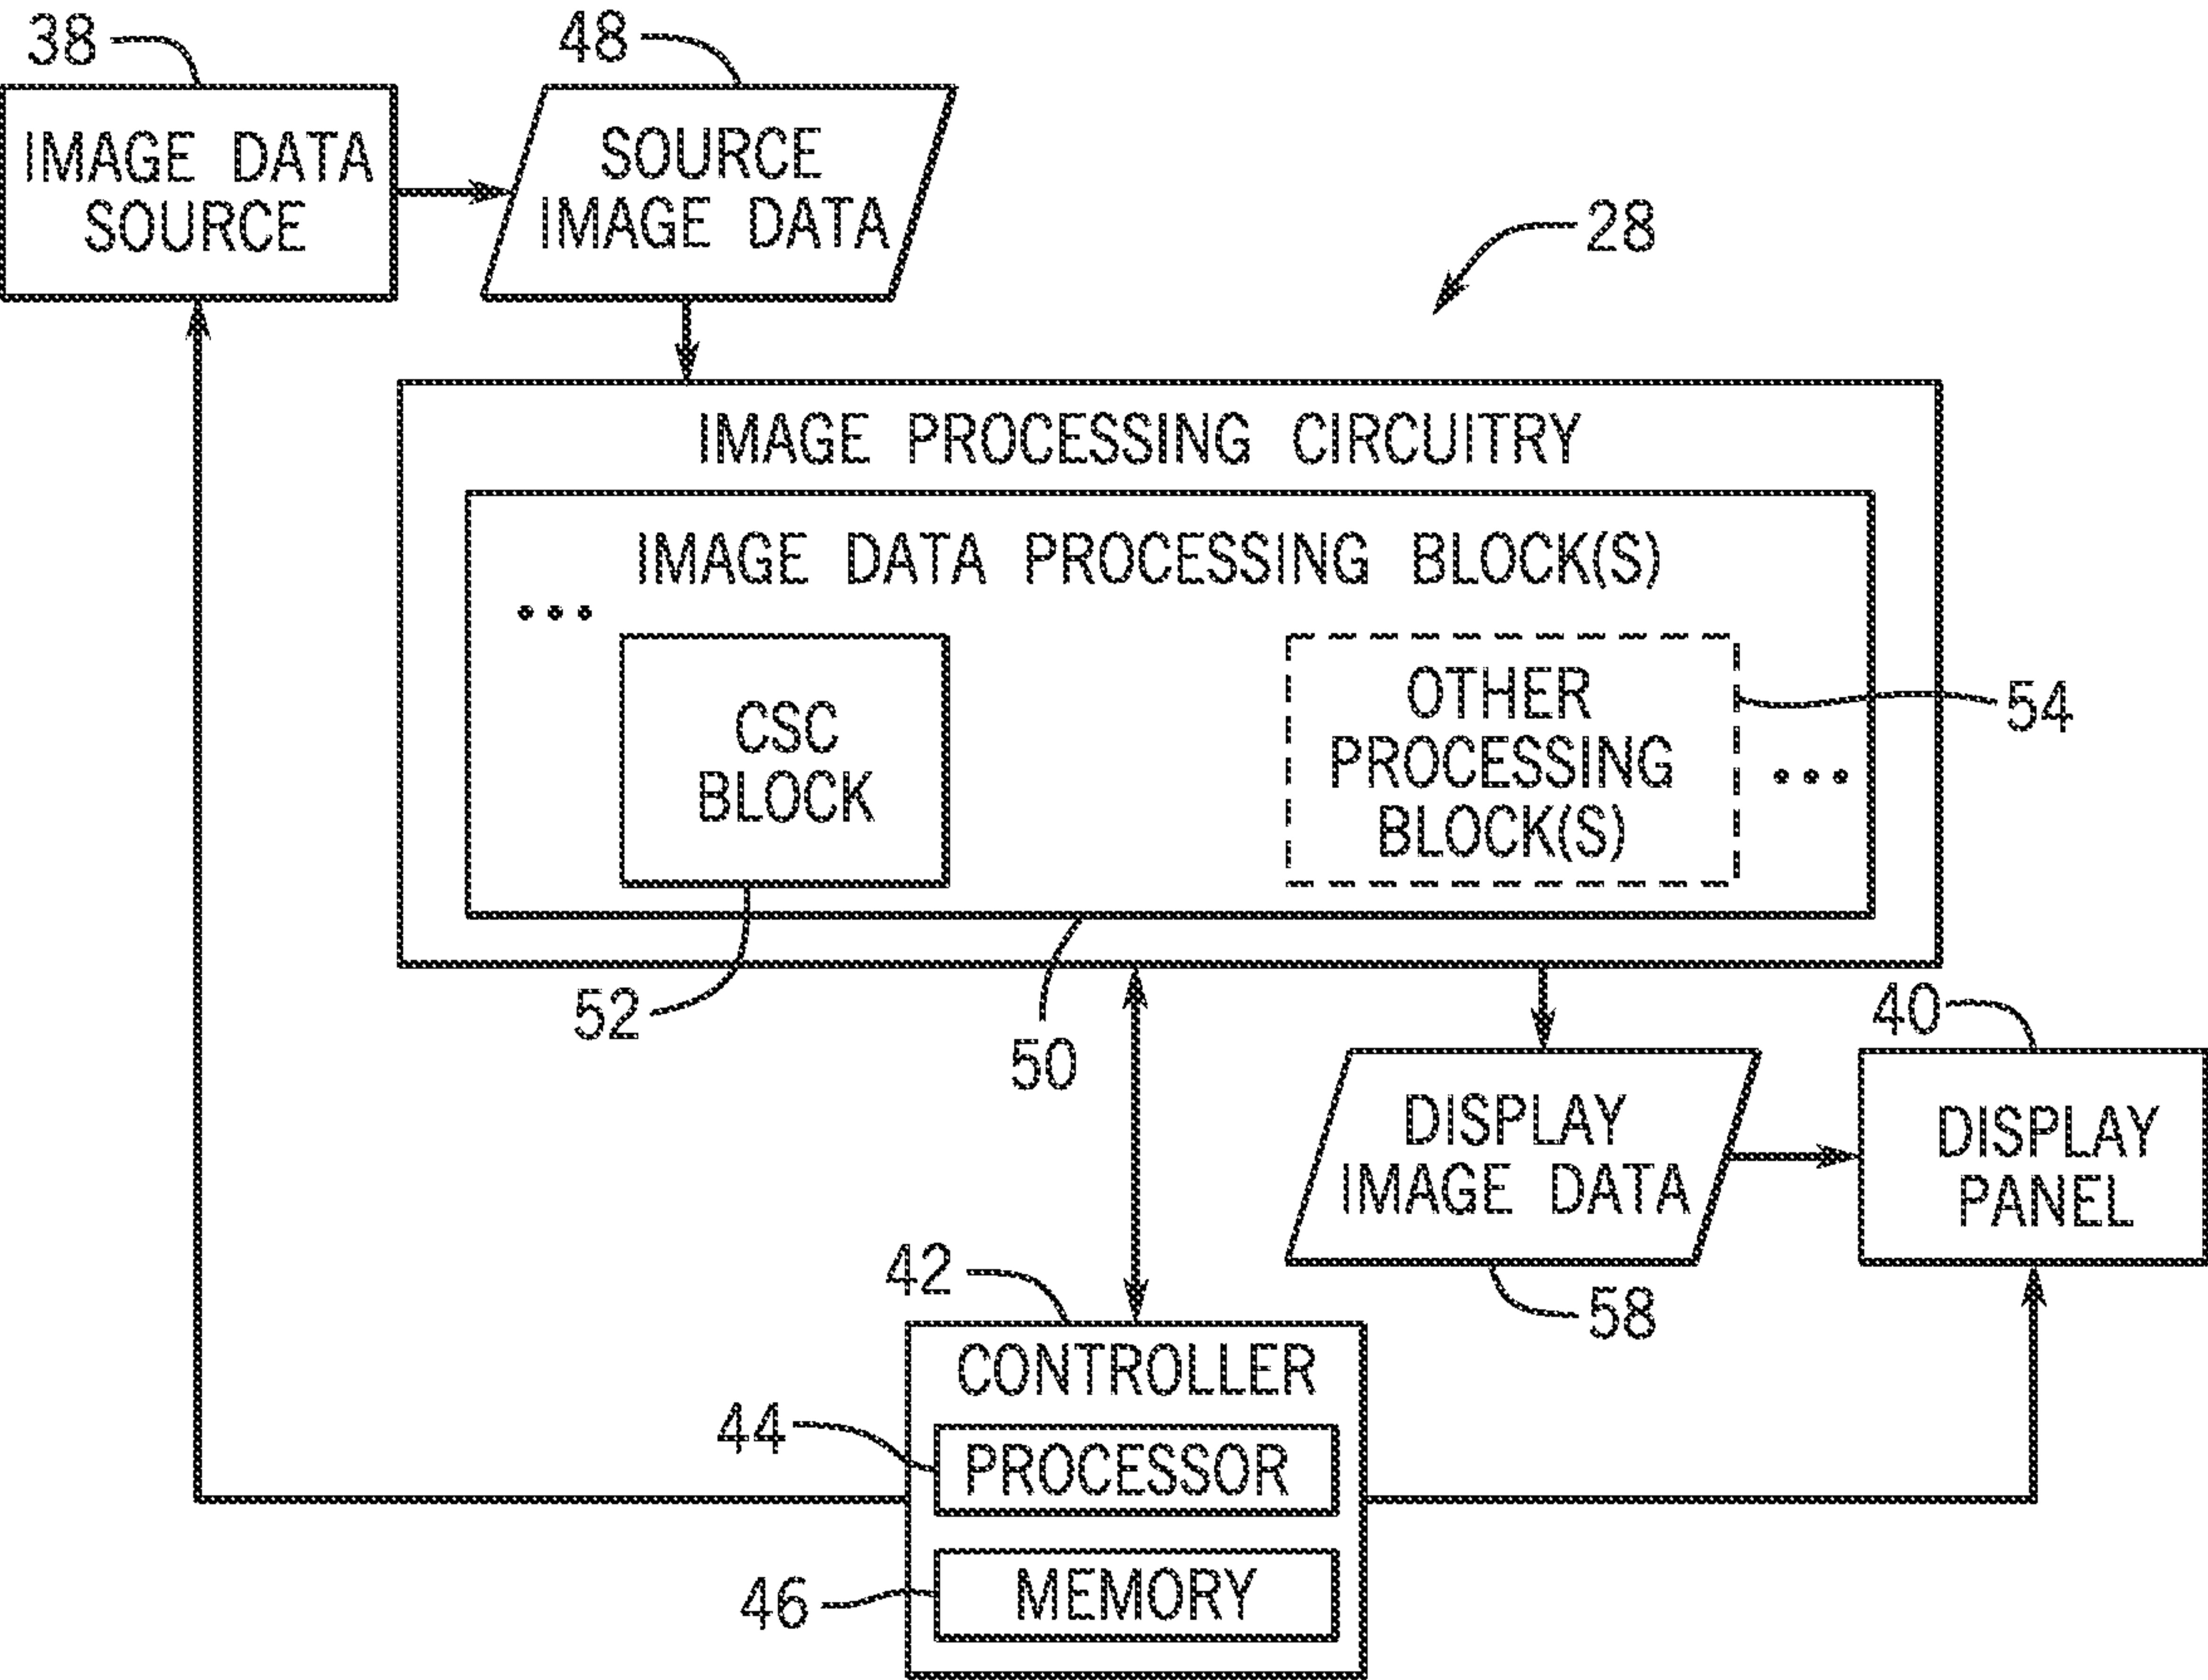 38
48
IMAGE DATA
SOURCE
SOURCE
IMAGE DATA
28
IMAGE PROCESSING CIRCUITRY
IMAGE DATA PROCESSING BLOCK(S)
•••
CSC
BLOCK
OTHER
PROCESSING
BLOCK(S)
54
•••
52
50
40
DISPLAY
IMAGE DATA
DISPLAY
PANEL
42
58
CONTROLLER
44
PROCESSOR
46
MEMORY